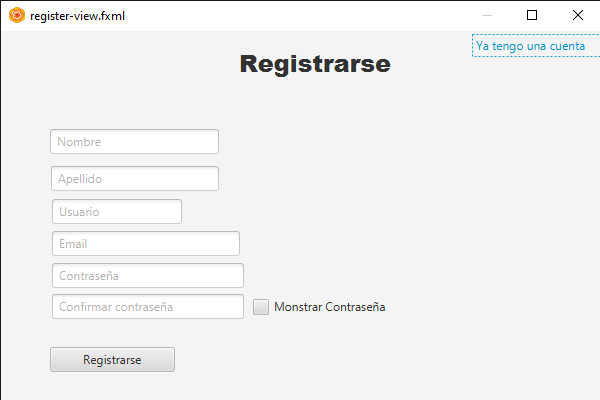 register-view.fxml
Ya tengo una cuenta
Registrarse
Nombre
Apellido
Usuario
Email
Contraseña
Confirmar contraseña
Monstrar Contraseña
Registrarse